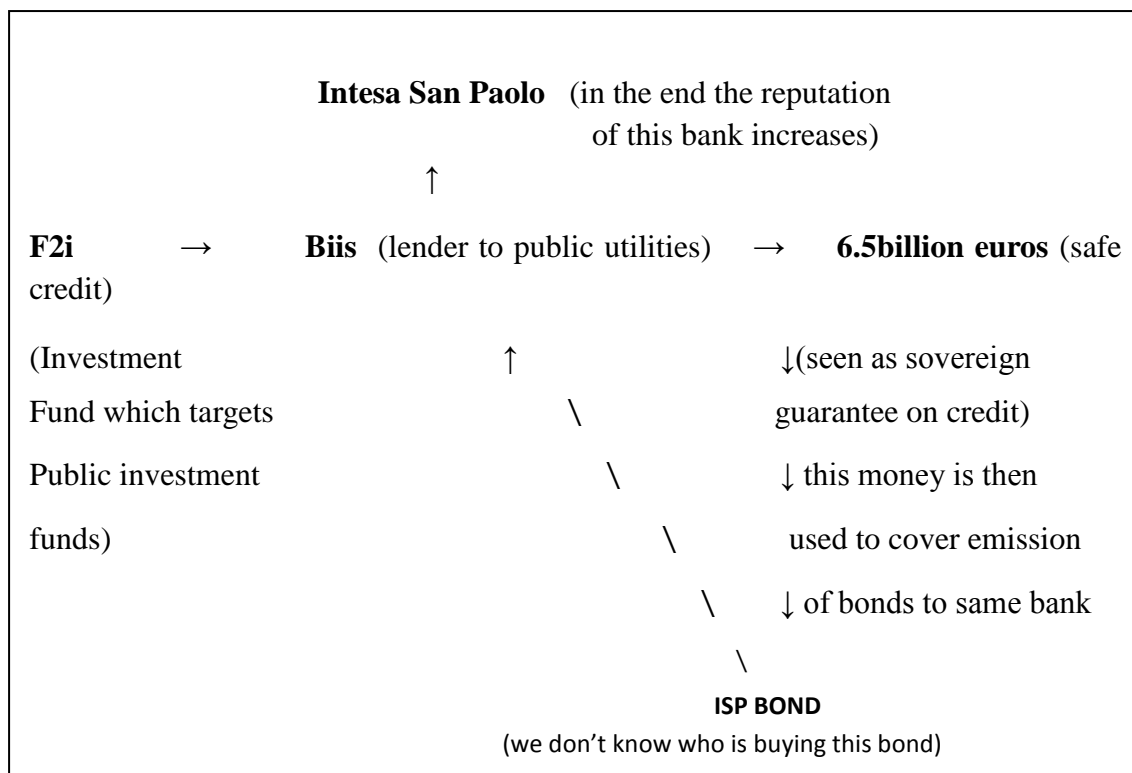 Intesa San Paolo (in the end the reputation
of this bank increases)
↑
F2i → Biis (lender to public utilities) → 6.5billion euros (safe
credit)
(Investment ↑ ↓(seen as sovereign
Fund which targets \ guarantee on credit)
Public investment \ ↓ this money is then
funds) \ used to cover emission
\ ↓ of bonds to same bank
\
ISP BOND
(we don't know who is buying this bond)